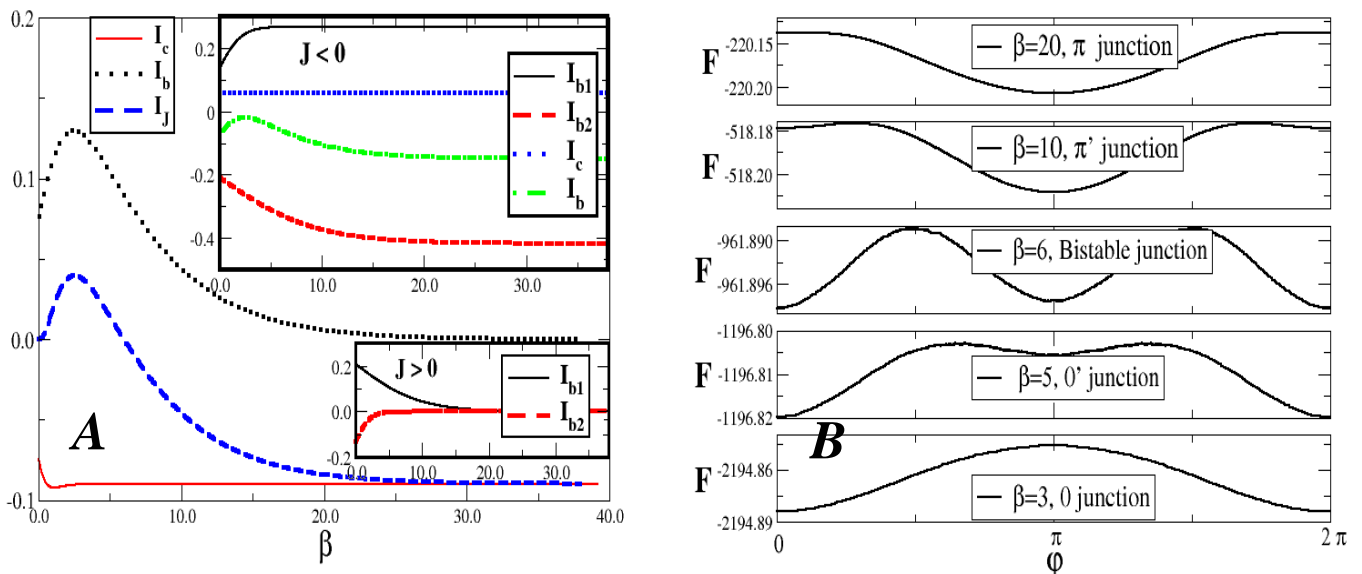 0.2
0.1
0.0
-0.1
0.0
10.0
20.0
30.0
40.0
β
A
I_c
I_b
I_J
0.2
0
-0.2
-0.4
0.0
10.0
20.0
30.0
J < 0
I_b1
I_b2
I_c
I_b
0.2
0.0
-0.2
0.0
10.0
20.0
30.0
J > 0
I_b1
I_b2
F
-220.15
-220.20
β=20, π junction
F
-518.18
-518.20
β=10, π' junction
F
-961.890
-961.896
β=6, Bistable junction
F
-1196.80
-1196.81
-1196.82
β=5, 0' junction
B
F
-2194.86
-2194.89
β=3, 0 junction
0
π
2 π
φ